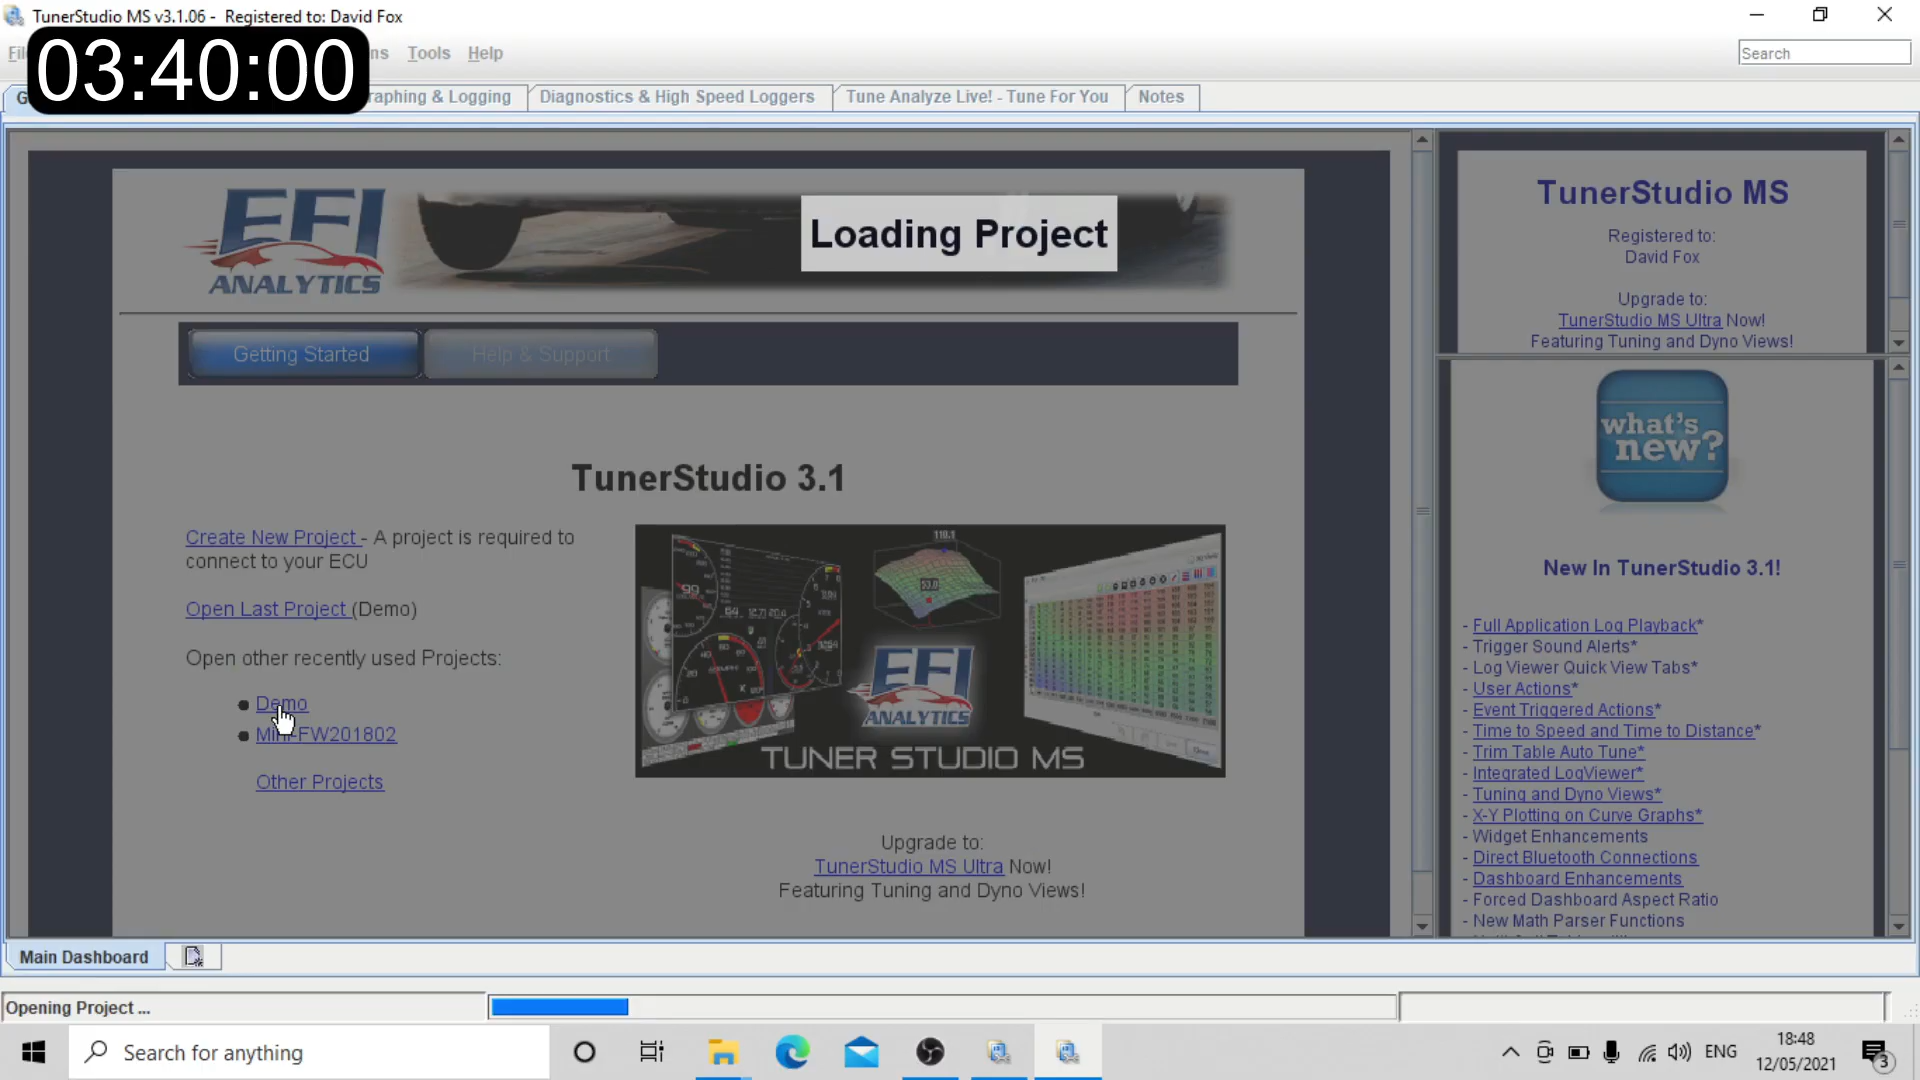 TunerStudio MS v3.1.06 - Registered to: David Fox
03:40:00
Tools Help
Search
raphing & Logging
Diagnostics & High Speed Loggers
Tune Analyze Live! - Tune For You
Notes
EFI
ANALYTICS
Loading Project
Getting Started
Help & Support
TunerStudio 3.1
Create New Project - A project is required to
connect to your ECU
Open Last Project (Demo)
Open other recently used Projects:
Demo
Mini-FW201802
Other Projects
EFI
ANALYTICS
TUNER STUDIO MS
Upgrade to:
TunerStudio MS Ultra Now!
Featuring Tuning and Dyno Views!
TunerStudio MS
Registered to:
David Fox
Upgrade to:
TunerStudio MS Ultra Now!
Featuring Tuning and Dyno Views!
what's
new?
New In TunerStudio 3.1!
- Full Application Log Playback*
- Trigger Sound Alerts*
- Log Viewer Quick View Tabs*
- User Actions*
- Event Triggered Actions*
- Time to Speed and Time to Distance*
- Trim Table Auto Tune*
- Integrated LogViewer*
- Tuning and Dyno Views*
- X-Y Plotting on Curve Graphs*
- Widget Enhancements
- Direct Bluetooth Connections
- Dashboard Enhancements
- Forced Dashboard Aspect Ratio
- New Math Parser Functions
Main Dashboard
Opening Project ...
Search for anything
ENG
18:48
12/05/2021
3